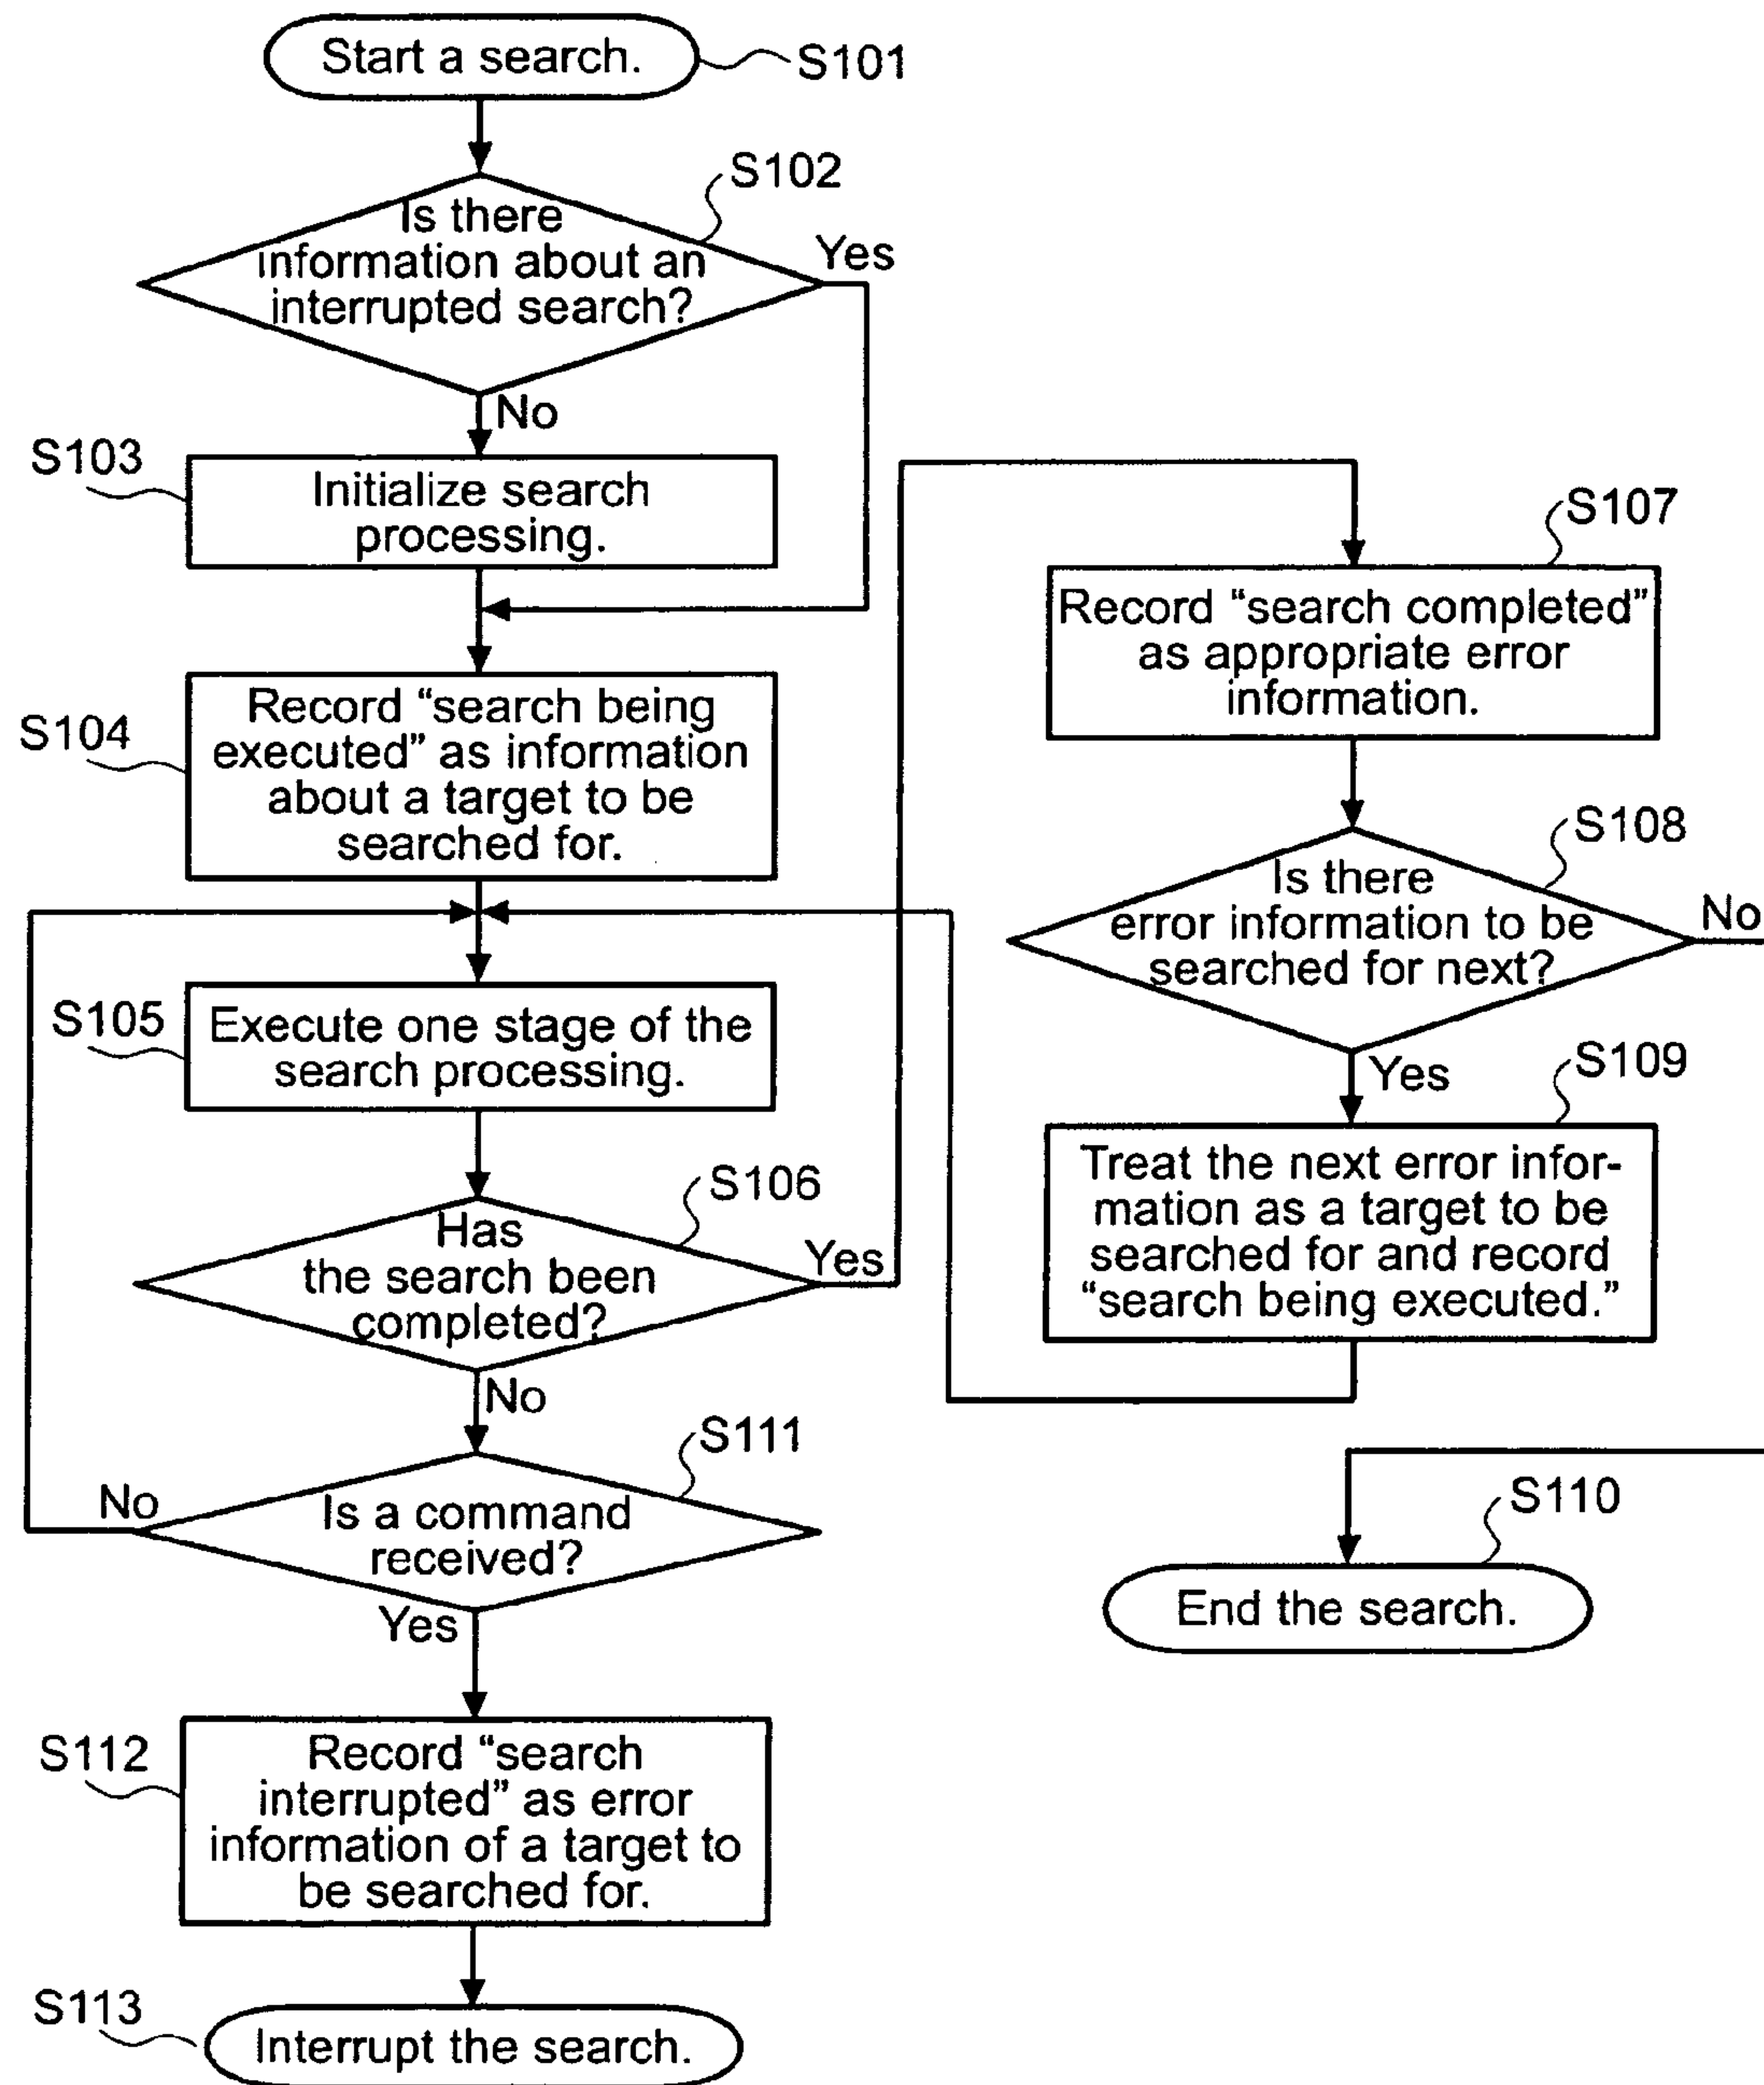 Start a search.
S101
S102
Is there
information about an
interrupted search?
Yes
No
S103
Initialize search
processing.
S104
Record “search being
executed” as information
about a target to be
searched for.
S105
Execute one stage of the
search processing.
S106
Has
the search been
completed?
Yes
No
S111
Is a command
received?
No
Yes
S112
Record “search
interrupted” as error
information of a target to
be searched for.
S113
Interrupt the search.
S107
Record “search completed”
as appropriate error
information.
S108
Is there
error information to be
searched for next?
No
Yes
S109
Treat the next error infor-
mation as a target to be
searched for and record
“search being executed.”
S110
End the search.